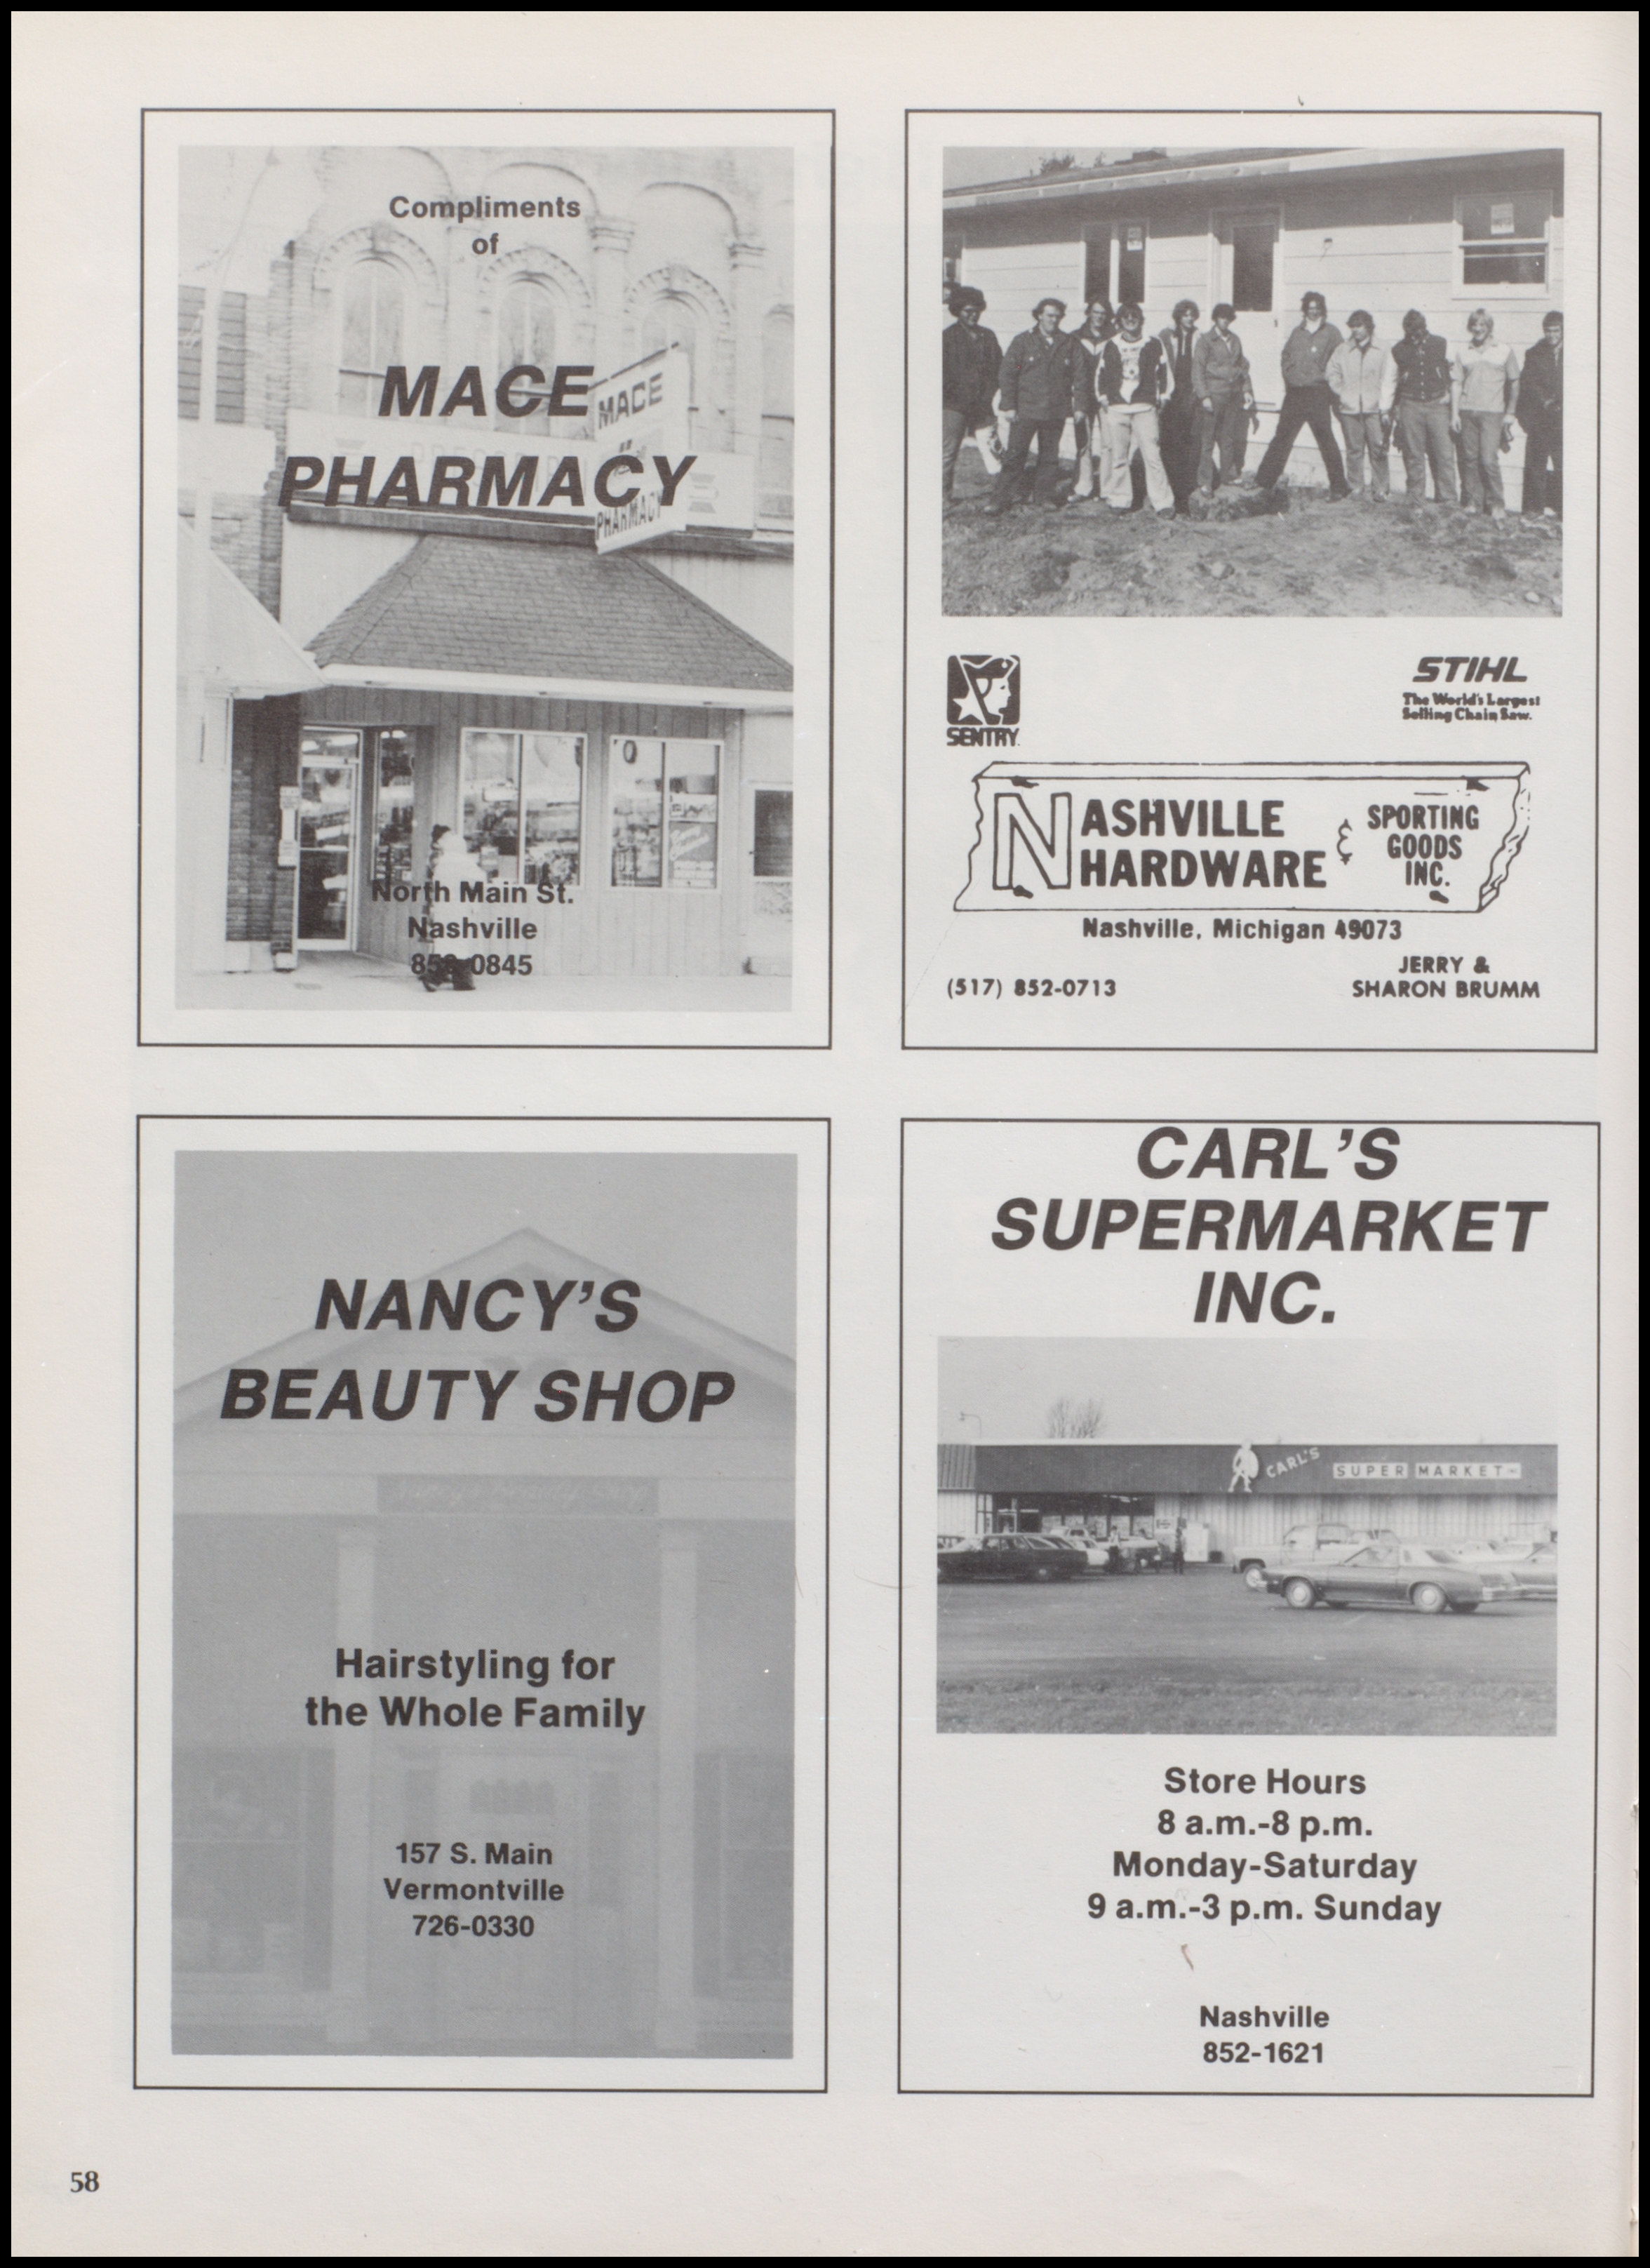 Compliments
of
MACE
PHARMACY
MACE
PHARMACY
North Main St.
Nashville
852-0845
SENTRY
STIHL
The World's Largest
Selling Chain Saw.
NASHVILLE
HARDWARE
& SPORTING
GOODS
INC.
Nashville, Michigan 49073
(517) 852-0713
JERRY &
SHARON BRUMM
NANCY'S
BEAUTY SHOP
Hairstyling for
the Whole Family
157 S. Main
Vermontville
726-0330
CARL'S
SUPERMARKET
INC.
CARL'S SUPER MARKET
Store Hours
8 a.m.-8 p.m.
Monday-Saturday
9 a.m.-3 p.m. Sunday
Nashville
852-1621
58